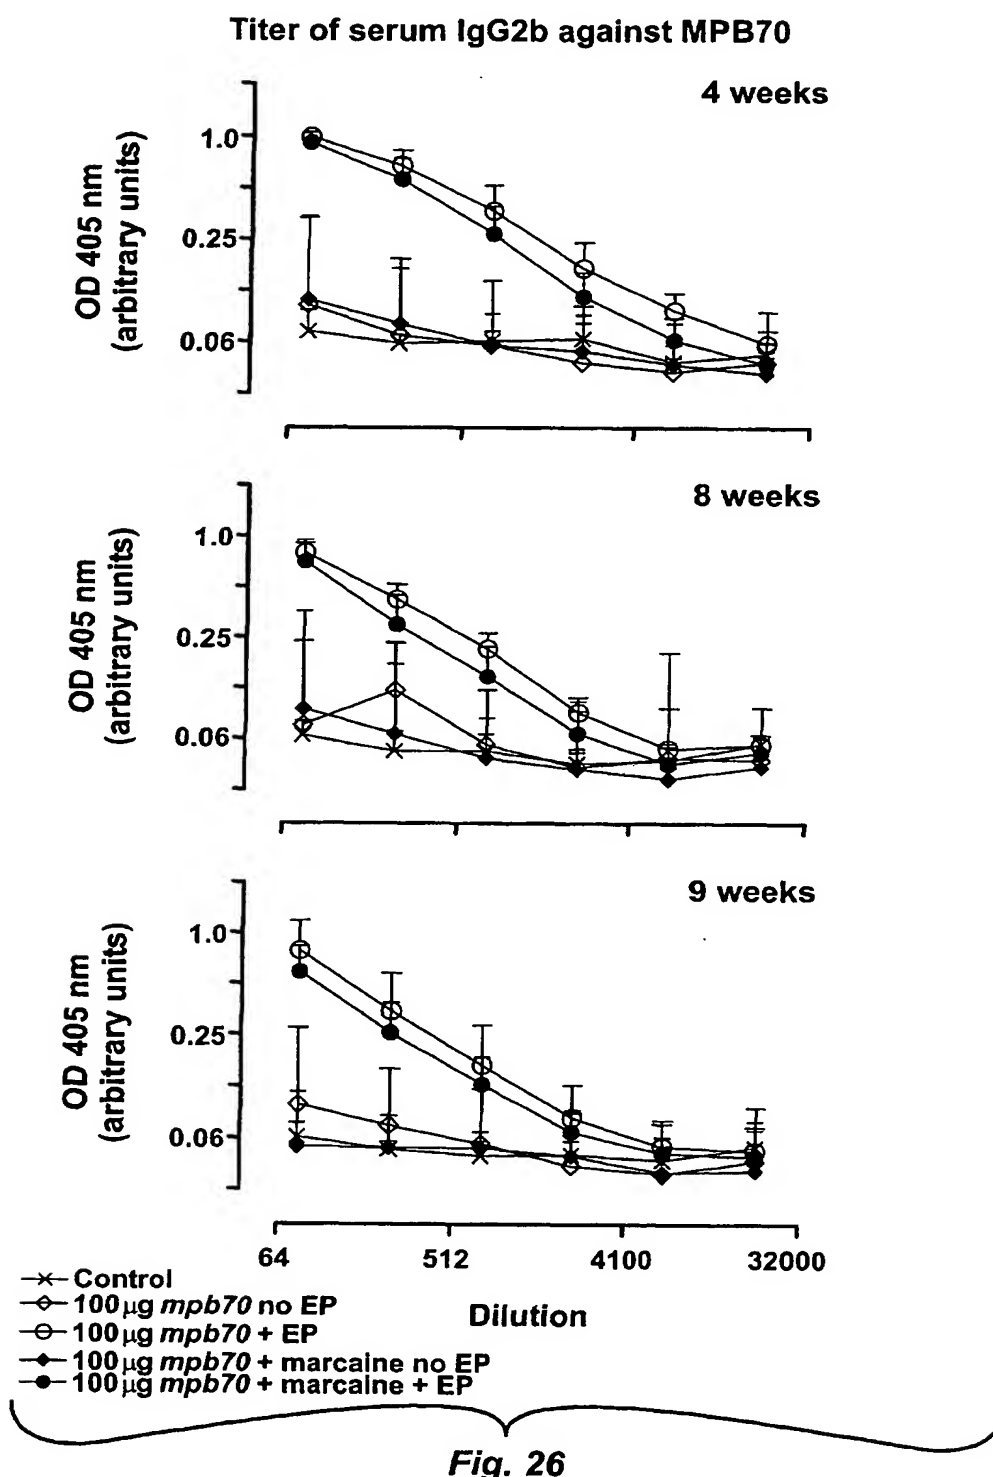 Titer of serum IgG2b against MPB70
4 weeks
OD 405 nm
(arbitrary units)
1.0
0.25
0.06
8 weeks
OD 405 nm
(arbitrary units)
1.0
0.25
0.06
9 weeks
OD 405 nm
(arbitrary units)
1.0
0.25
0.06
64 512 4100 32000
Dilution
Control
100 µg mpb70 no EP
100 µg mpb70 + EP
100 µg mpb70 + marcaine no EP
100 µg mpb70 + marcaine + EP
Fig. 26